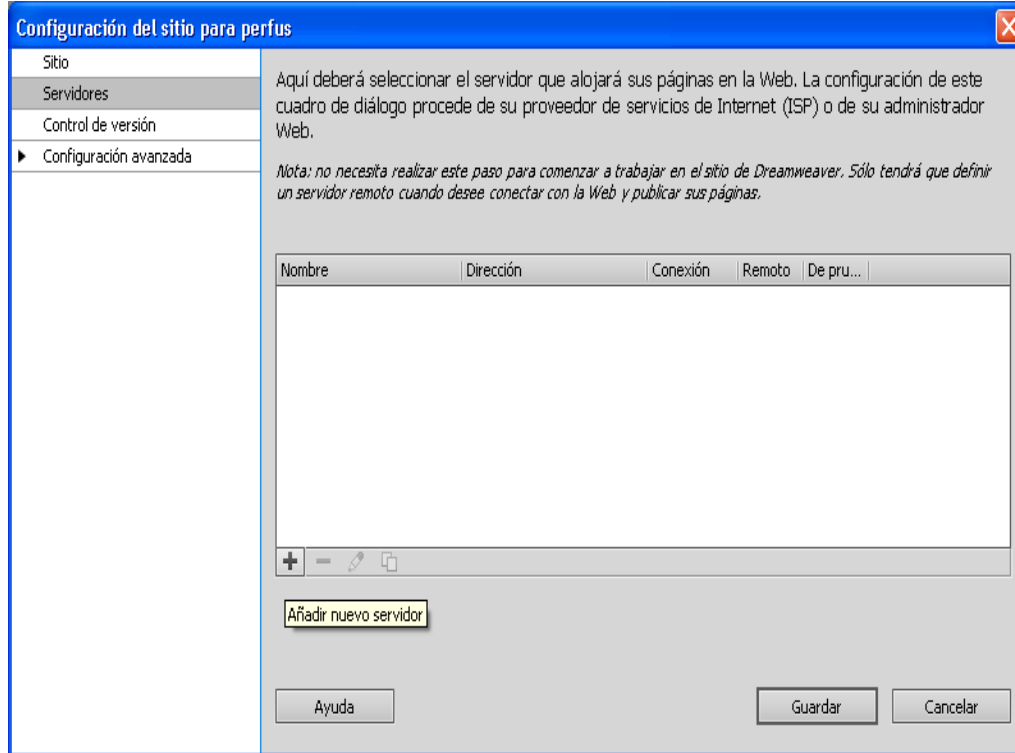 Configuración del sitio para perfus
Sitio
Servidores
Control de versión
Configuración avanzada
Aquí deberá seleccionar el servidor que alojará sus páginas en la Web. La configuración de este
cuadro de diálogo procede de su proveedor de servicios de Internet (ISP) o de su administrador
Web.
Nota: no necesita realizar este paso para comenzar a trabajar en el sitio de Dreamweaver. Sólo tendrá que definir
un servidor remoto cuando desee conectar con la Web y publicar sus páginas.
Nombre Dirección Conexión Remoto De pru...
Añadir nuevo servidor
Ayuda Guardar Cancelar